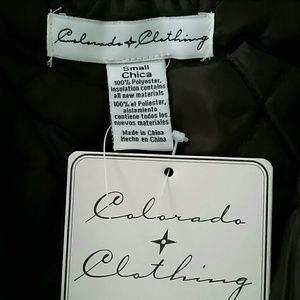 Colorado Clothing
Small
Chica
100% Polyester,
insulation contains
all new materials
100% el Poliester,
aislamiento
contiene todos los
nuevos materiales
Made in China
Hecho en China
Colorado
Clothing